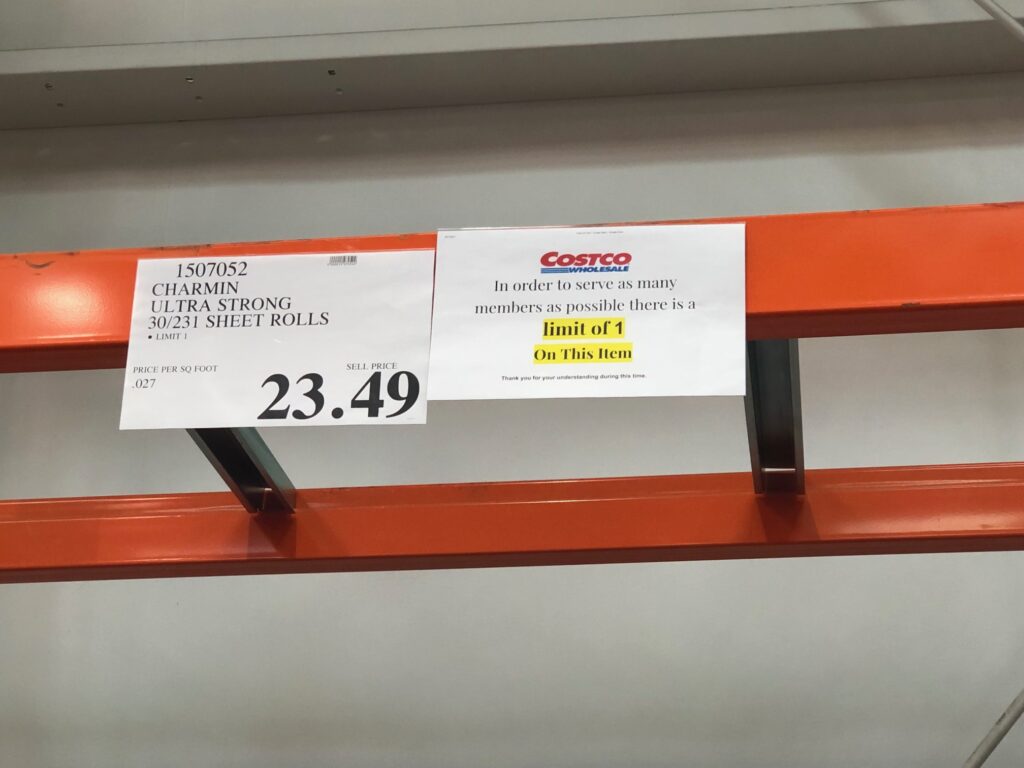 1507052
CHARMIN
ULTRA STRONG
30/231 SHEET ROLLS
• LIMIT 1
PRICE PER SQ FOOT
.027
SELL PRICE
23.49
COSTCO
WHOLESALE
In order to serve as many
members as possible there is a
limit of 1
On This Item
Thank you for your understanding during this time.